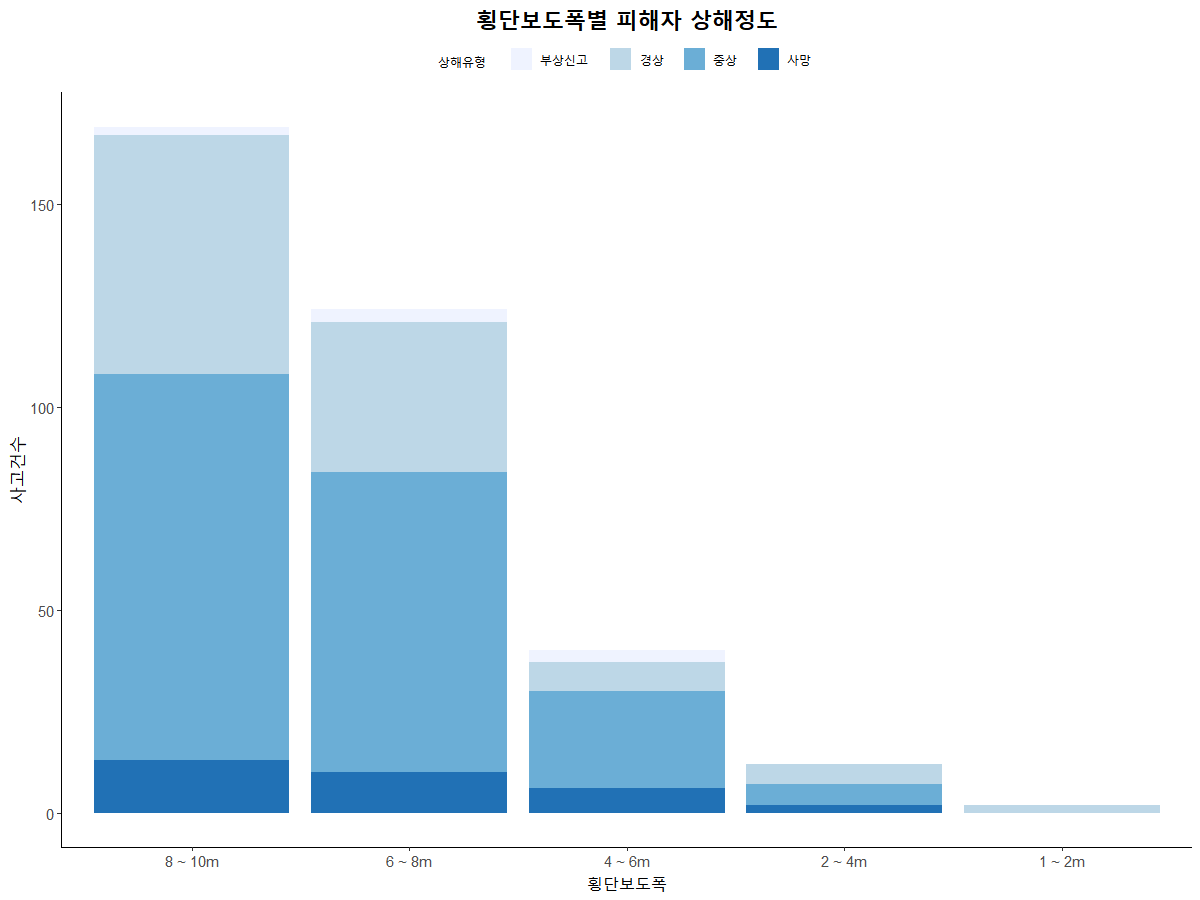 횡단보도폭별 피해자 상해정도
상해유형 부상신고 경상 중상 사망
150
100
50
0
사고건수
8 ~ 10m 6 ~ 8m 4 ~ 6m 2 ~ 4m 1 ~ 2m
횡단보도폭